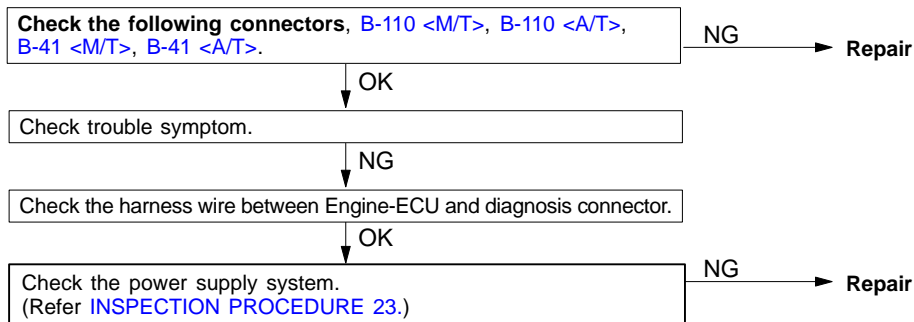 Check the following connectors, B-110 <M/T>, B-110 <A/T>,
B-41 <M/T>, B-41 <A/T>.
NG
Repair
OK
Check trouble symptom.
NG
Check the harness wire between Engine-ECU and diagnosis connector.
OK
Check the power supply system.
(Refer INSPECTION PROCEDURE 23.)
NG
Repair